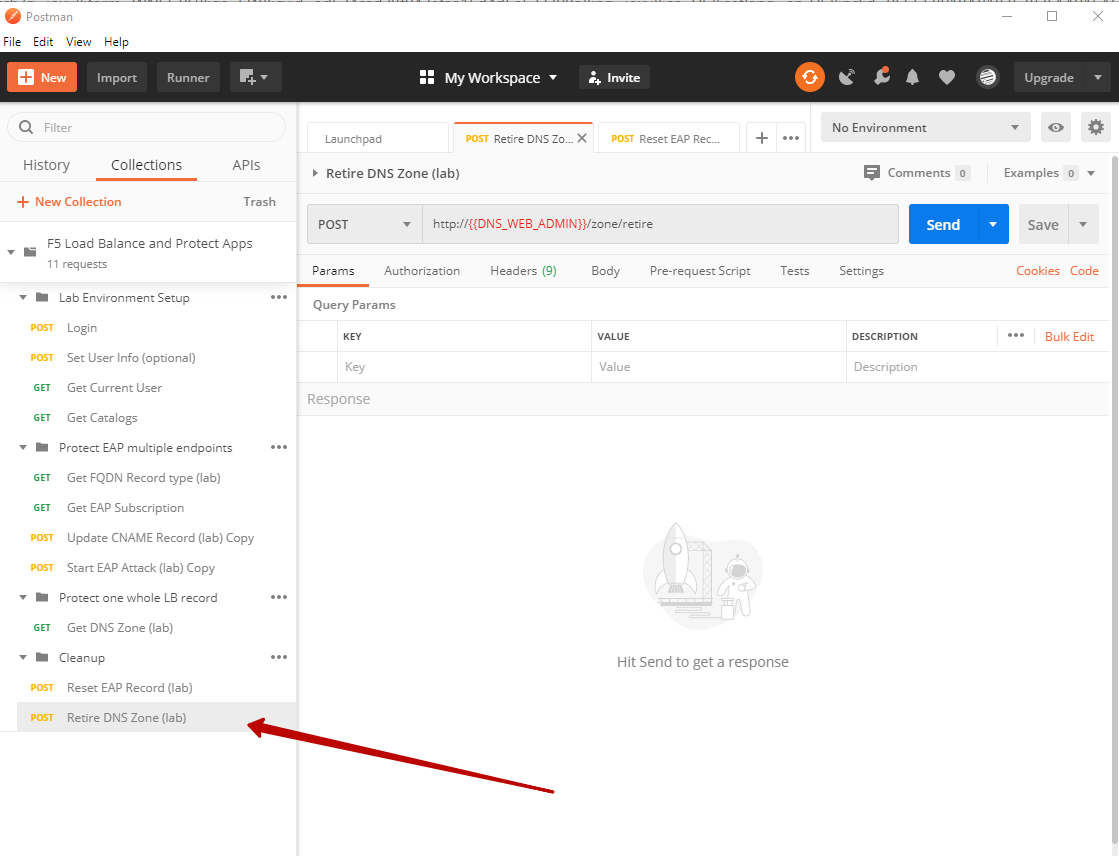 Postman
File Edit View Help
New Import Runner My Workspace Invite Upgrade
Filter
History Collections APIs
New Collection Trash
F5 Load Balance and Protect Apps
11 requests
Lab Environment Setup
POST Login
POST Set User Info (optional)
GET Get Current User
GET Get Catalogs
Protect EAP multiple endpoints
GET Get FQDN Record type (lab)
GET Get EAP Subscription
POST Update CNAME Record (lab) Copy
POST Start EAP Attack (lab) Copy
Protect one whole LB record
GET Get DNS Zone (lab)
Cleanup
POST Reset EAP Record (lab)
POST Retire DNS Zone (lab)
Launchpad POST Retire DNS Zo... POST Reset EAP Rec... No Environment
Retire DNS Zone (lab) Comments 0 Examples 0
POST http://{{DNS_WEB_ADMIN}}/zone/retire Send Save
Params Authorization Headers (9) Body Pre-request Script Tests Settings Cookies Code
Query Params
KEY VALUE DESCRIPTION Bulk Edit
Key Value Description
Response
Hit Send to get a response